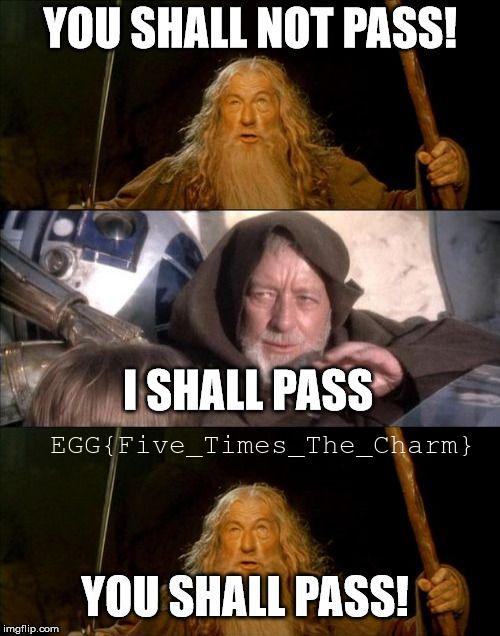 YOU SHALL NOT PASS!
I SHALL PASS
EGG{Five_Times_The_Charm}
YOU SHALL PASS!
imgflip.com